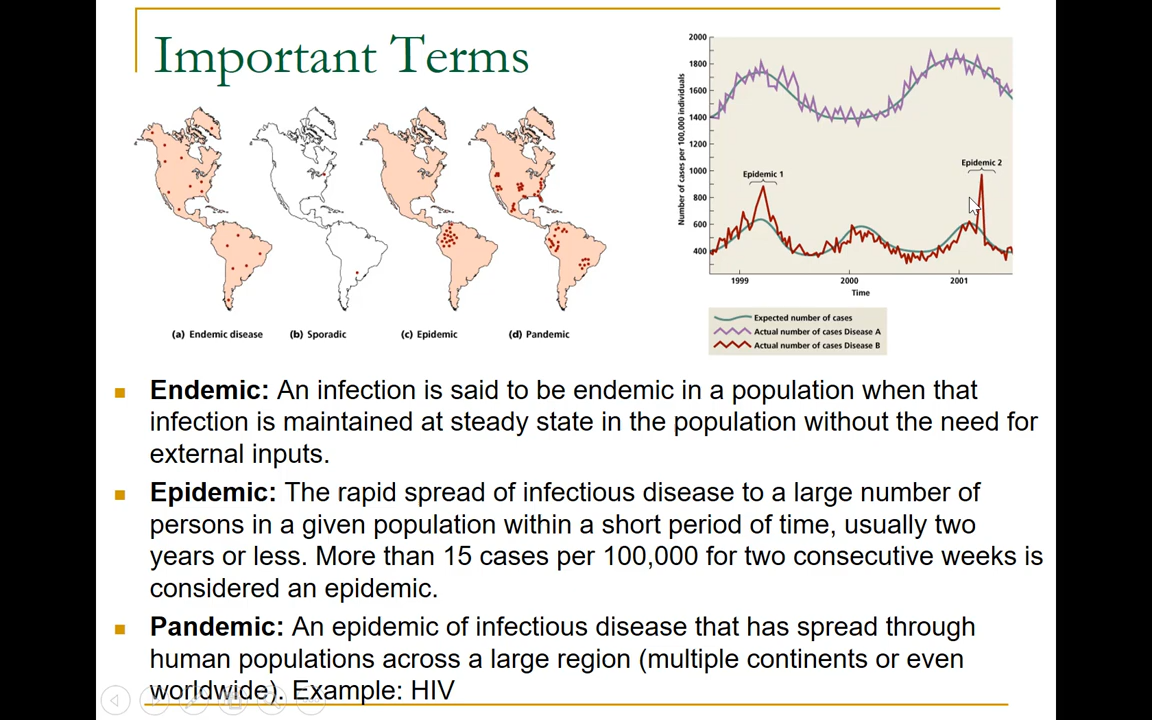 Important Terms
(a) Endemic disease
(b) Sporadic
(c) Epidemic
(d) Pandemic
Number of cases per 100,000 individuals
2000
1800
1600
1400
1200
1000
800
600
400
Epidemic 1
Epidemic 2
1999
2000
2001
Time
Expected number of cases
Actual number of cases Disease A
Actual number of cases Disease B
Endemic: An infection is said to be endemic in a population when that
infection is maintained at steady state in the population without the need for
external inputs.
Epidemic: The rapid spread of infectious disease to a large number of
persons in a given population within a short period of time, usually two
years or less. More than 15 cases per 100,000 for two consecutive weeks is
considered an epidemic.
Pandemic: An epidemic of infectious disease that has spread through
human populations across a large region (multiple continents or even
worldwide). Example: HIV